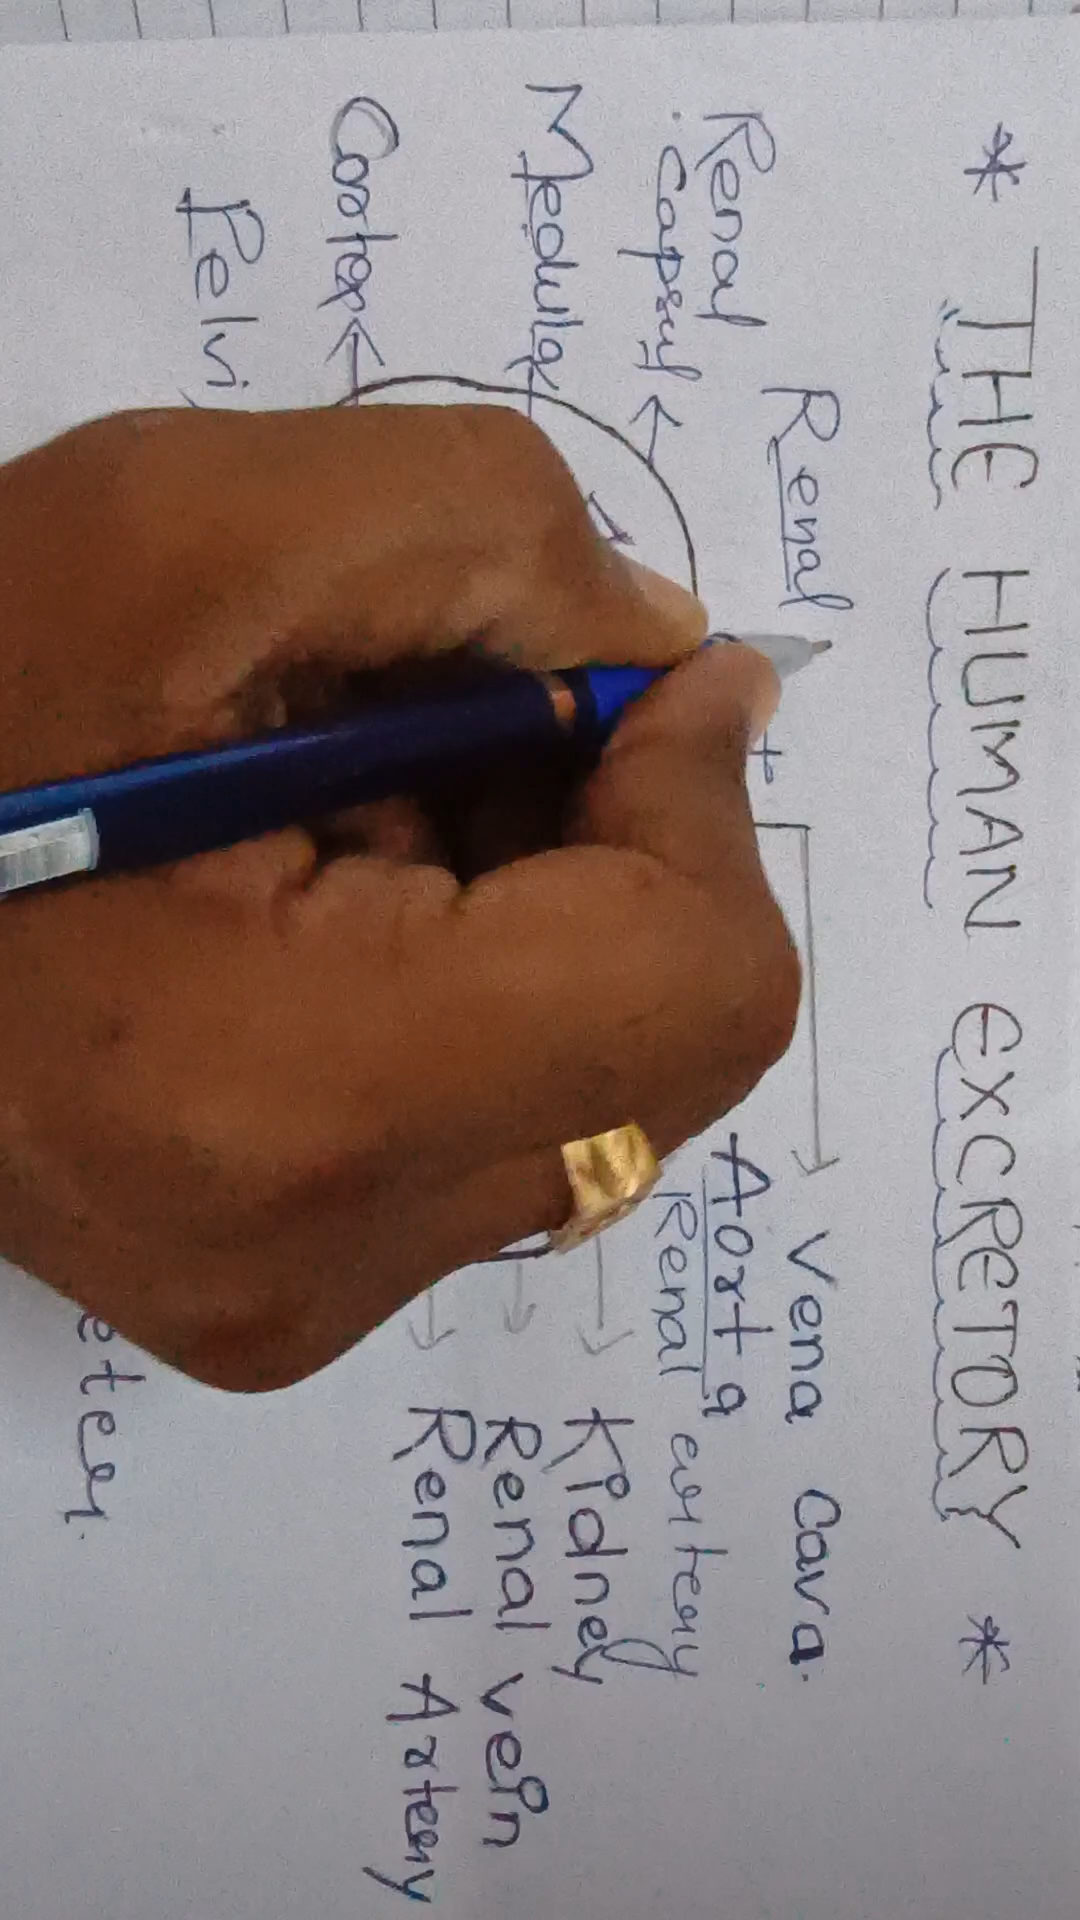 * THE HUMAN EXCRETORY *
Renal
Vena Cava.
Renal
Capsul
Aorta
Renal artery
Medulla
Kidney
Renal vein
Cortex
Renal Artery
Pelvi
eter.